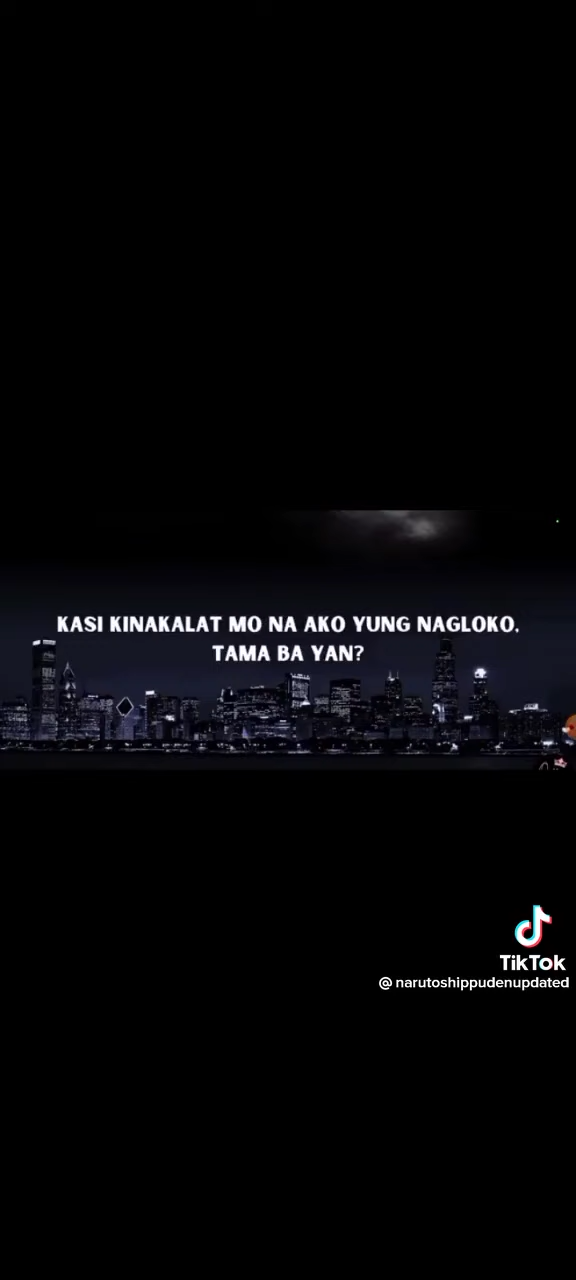 KASI KINAKALAT MO NA AKO YUNG NAGLOKO,
TAMA BA YAN?
TikTok
@ narutoshippudenupdated